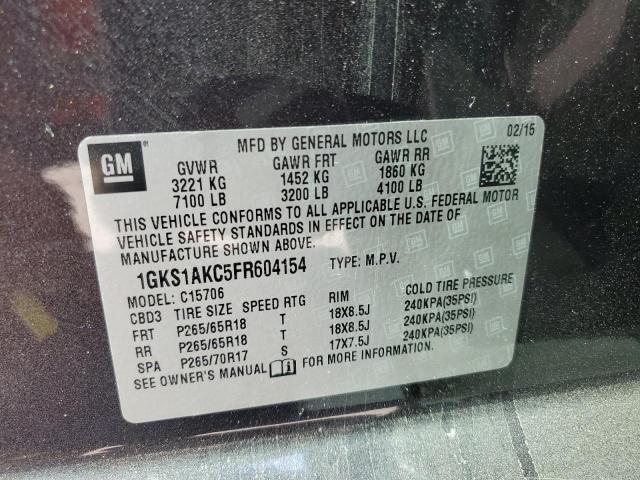 GM
MFD BY GENERAL MOTORS LLC
02/15
GVWR GAWR FRT GAWR RR
3221 KG 1452 KG 1860 KG
7100 LB 3200 LB 4100 LB
THIS VEHICLE CONFORMS TO ALL APPLICABLE U.S. FEDERAL MOTOR
VEHICLE SAFETY STANDARDS IN EFFECT ON THE DATE OF
MANUFACTURE SHOWN ABOVE.
1GKS1AKC5FR604154 TYPE: M.P.V.
MODEL: C15706
CBD3 TIRE SIZE SPEED RTG RIM COLD TIRE PRESSURE
FRT P265/65R18 T 18X8.5J 240KPA(35PSI)
RR P265/65R18 T 18X8.5J 240KPA(35PSI)
SPA P265/70R17 S 17X7.5J 240KPA(35PSI)
SEE OWNER'S MANUAL FOR MORE INFORMATION.